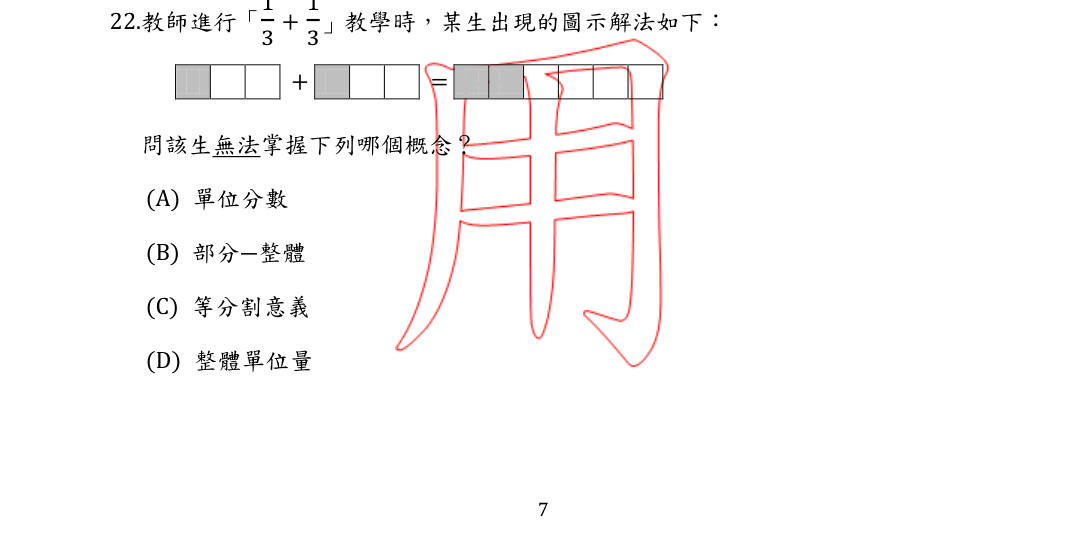 22.教師進行「1/3 + 1/3」教學時,某生出現的圖示解法如下:
+ =
問該生無法掌握下列哪個概念?
(A) 單位分數
(B) 部分—整體
(C) 等分割意義
(D) 整體單位量
用
7